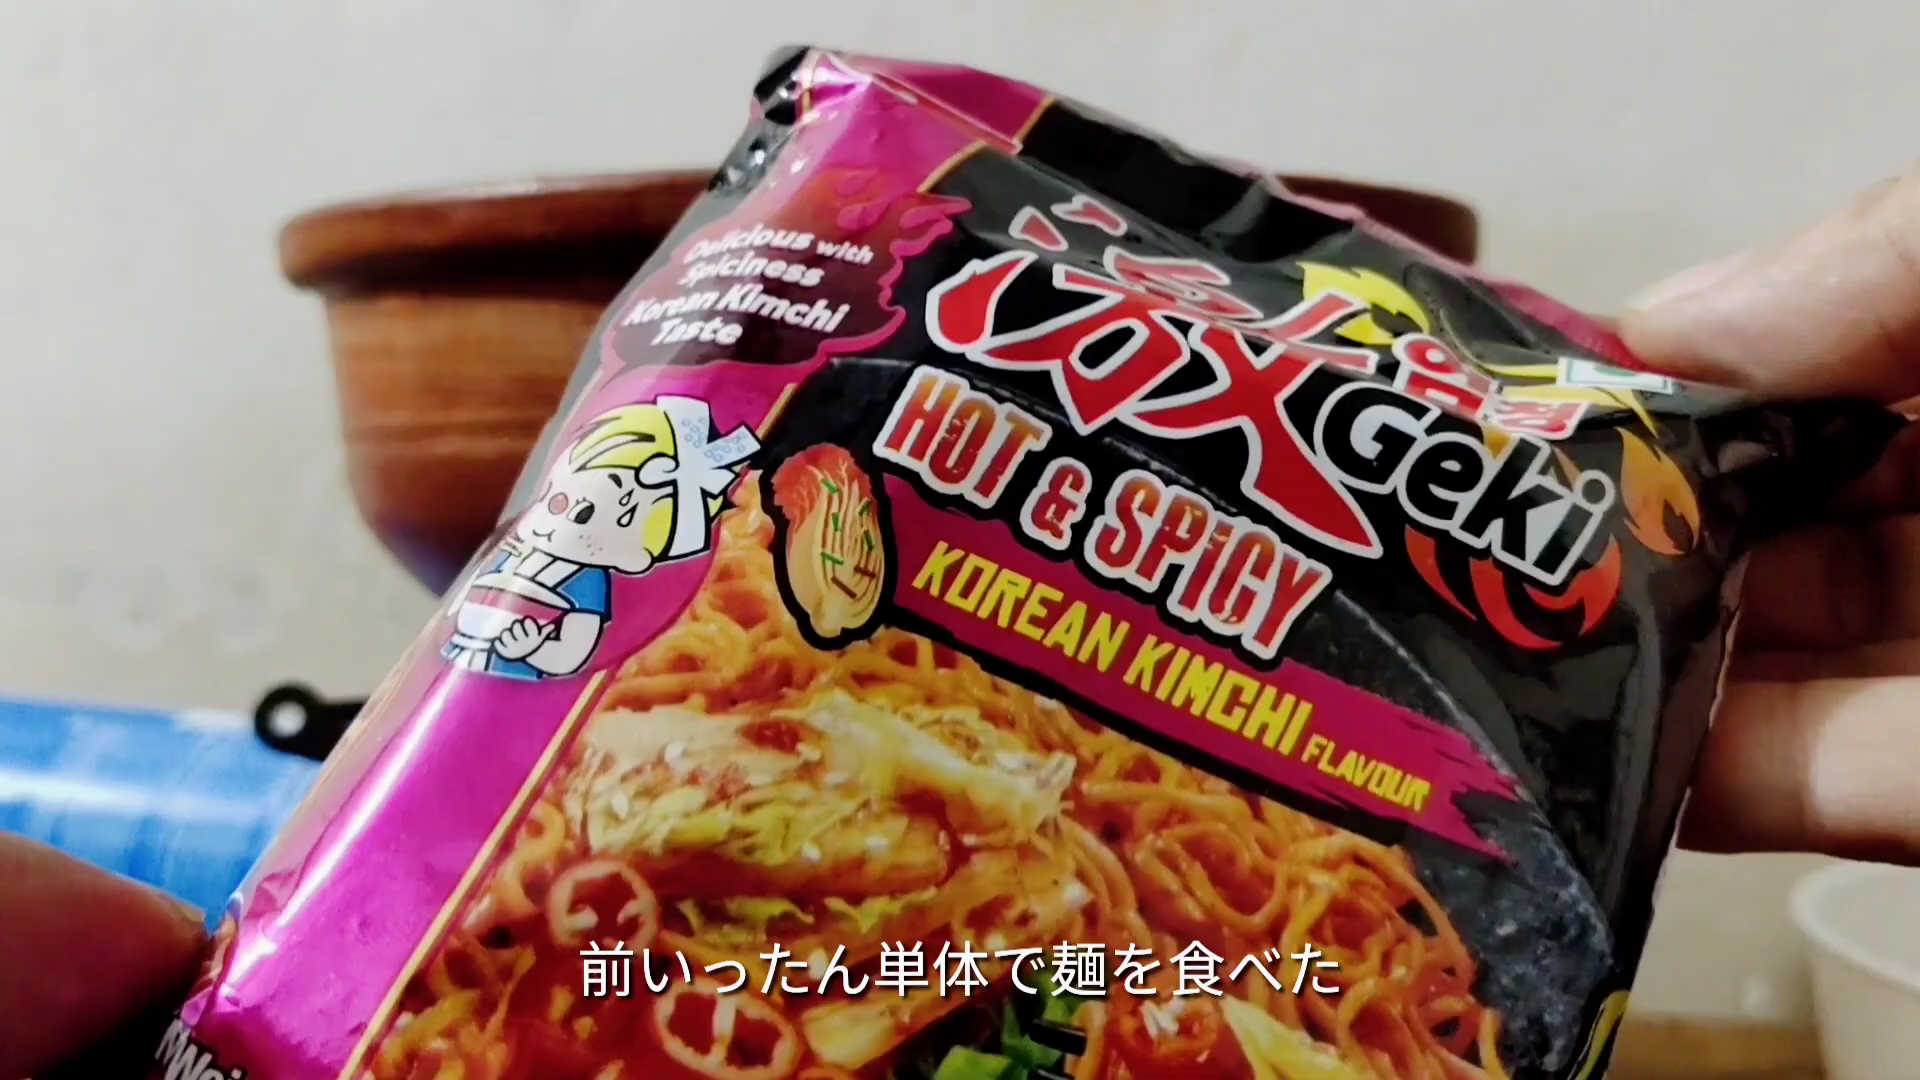 Delicious with
Spiciness
Korean Kimchi
Taste
激
Geki
HOT & SPICY
KOREAN KIMCHI FLAVOUR
前いったん単体で麺を食べた